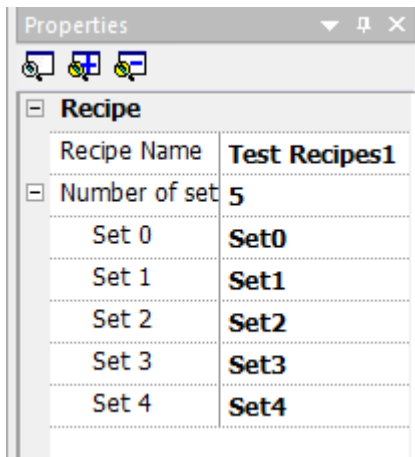 Properties
Recipe
Recipe Name Test Recipes1
Number of set 5
Set 0 Set0
Set 1 Set1
Set 2 Set2
Set 3 Set3
Set 4 Set4